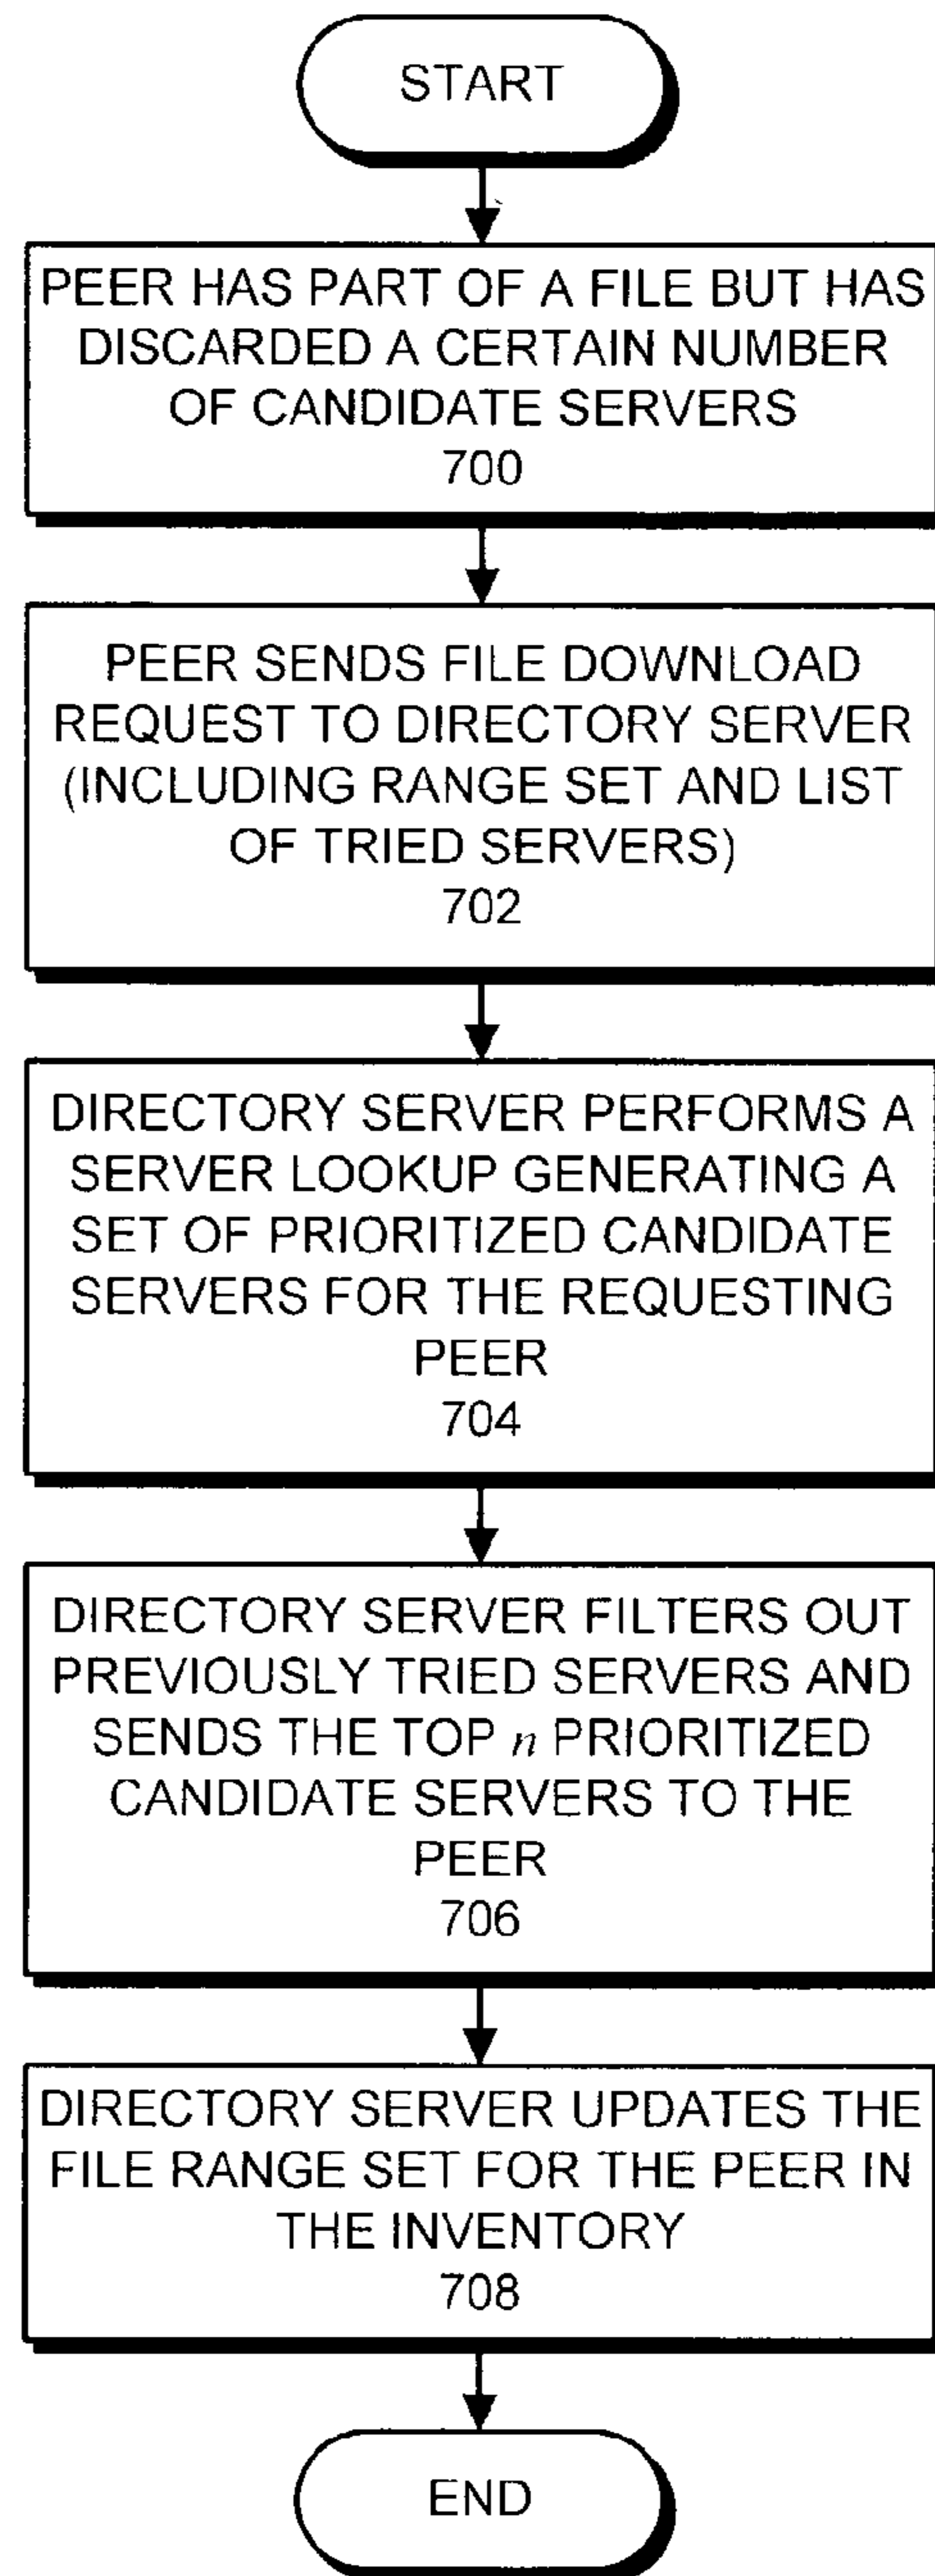 START
PEER HAS PART OF A FILE BUT HAS
DISCARDED A CERTAIN NUMBER
OF CANDIDATE SERVERS
700
PEER SENDS FILE DOWNLOAD
REQUEST TO DIRECTORY SERVER
(INCLUDING RANGE SET AND LIST
OF TRIED SERVERS)
702
DIRECTORY SERVER PERFORMS A
SERVER LOOKUP GENERATING A
SET OF PRIORITIZED CANDIDATE
SERVERS FOR THE REQUESTING
PEER
704
DIRECTORY SERVER FILTERS OUT
PREVIOUSLY TRIED SERVERS AND
SENDS THE TOP n PRIORITIZED
CANDIDATE SERVERS TO THE
PEER
706
DIRECTORY SERVER UPDATES THE
FILE RANGE SET FOR THE PEER IN
THE INVENTORY
708
END